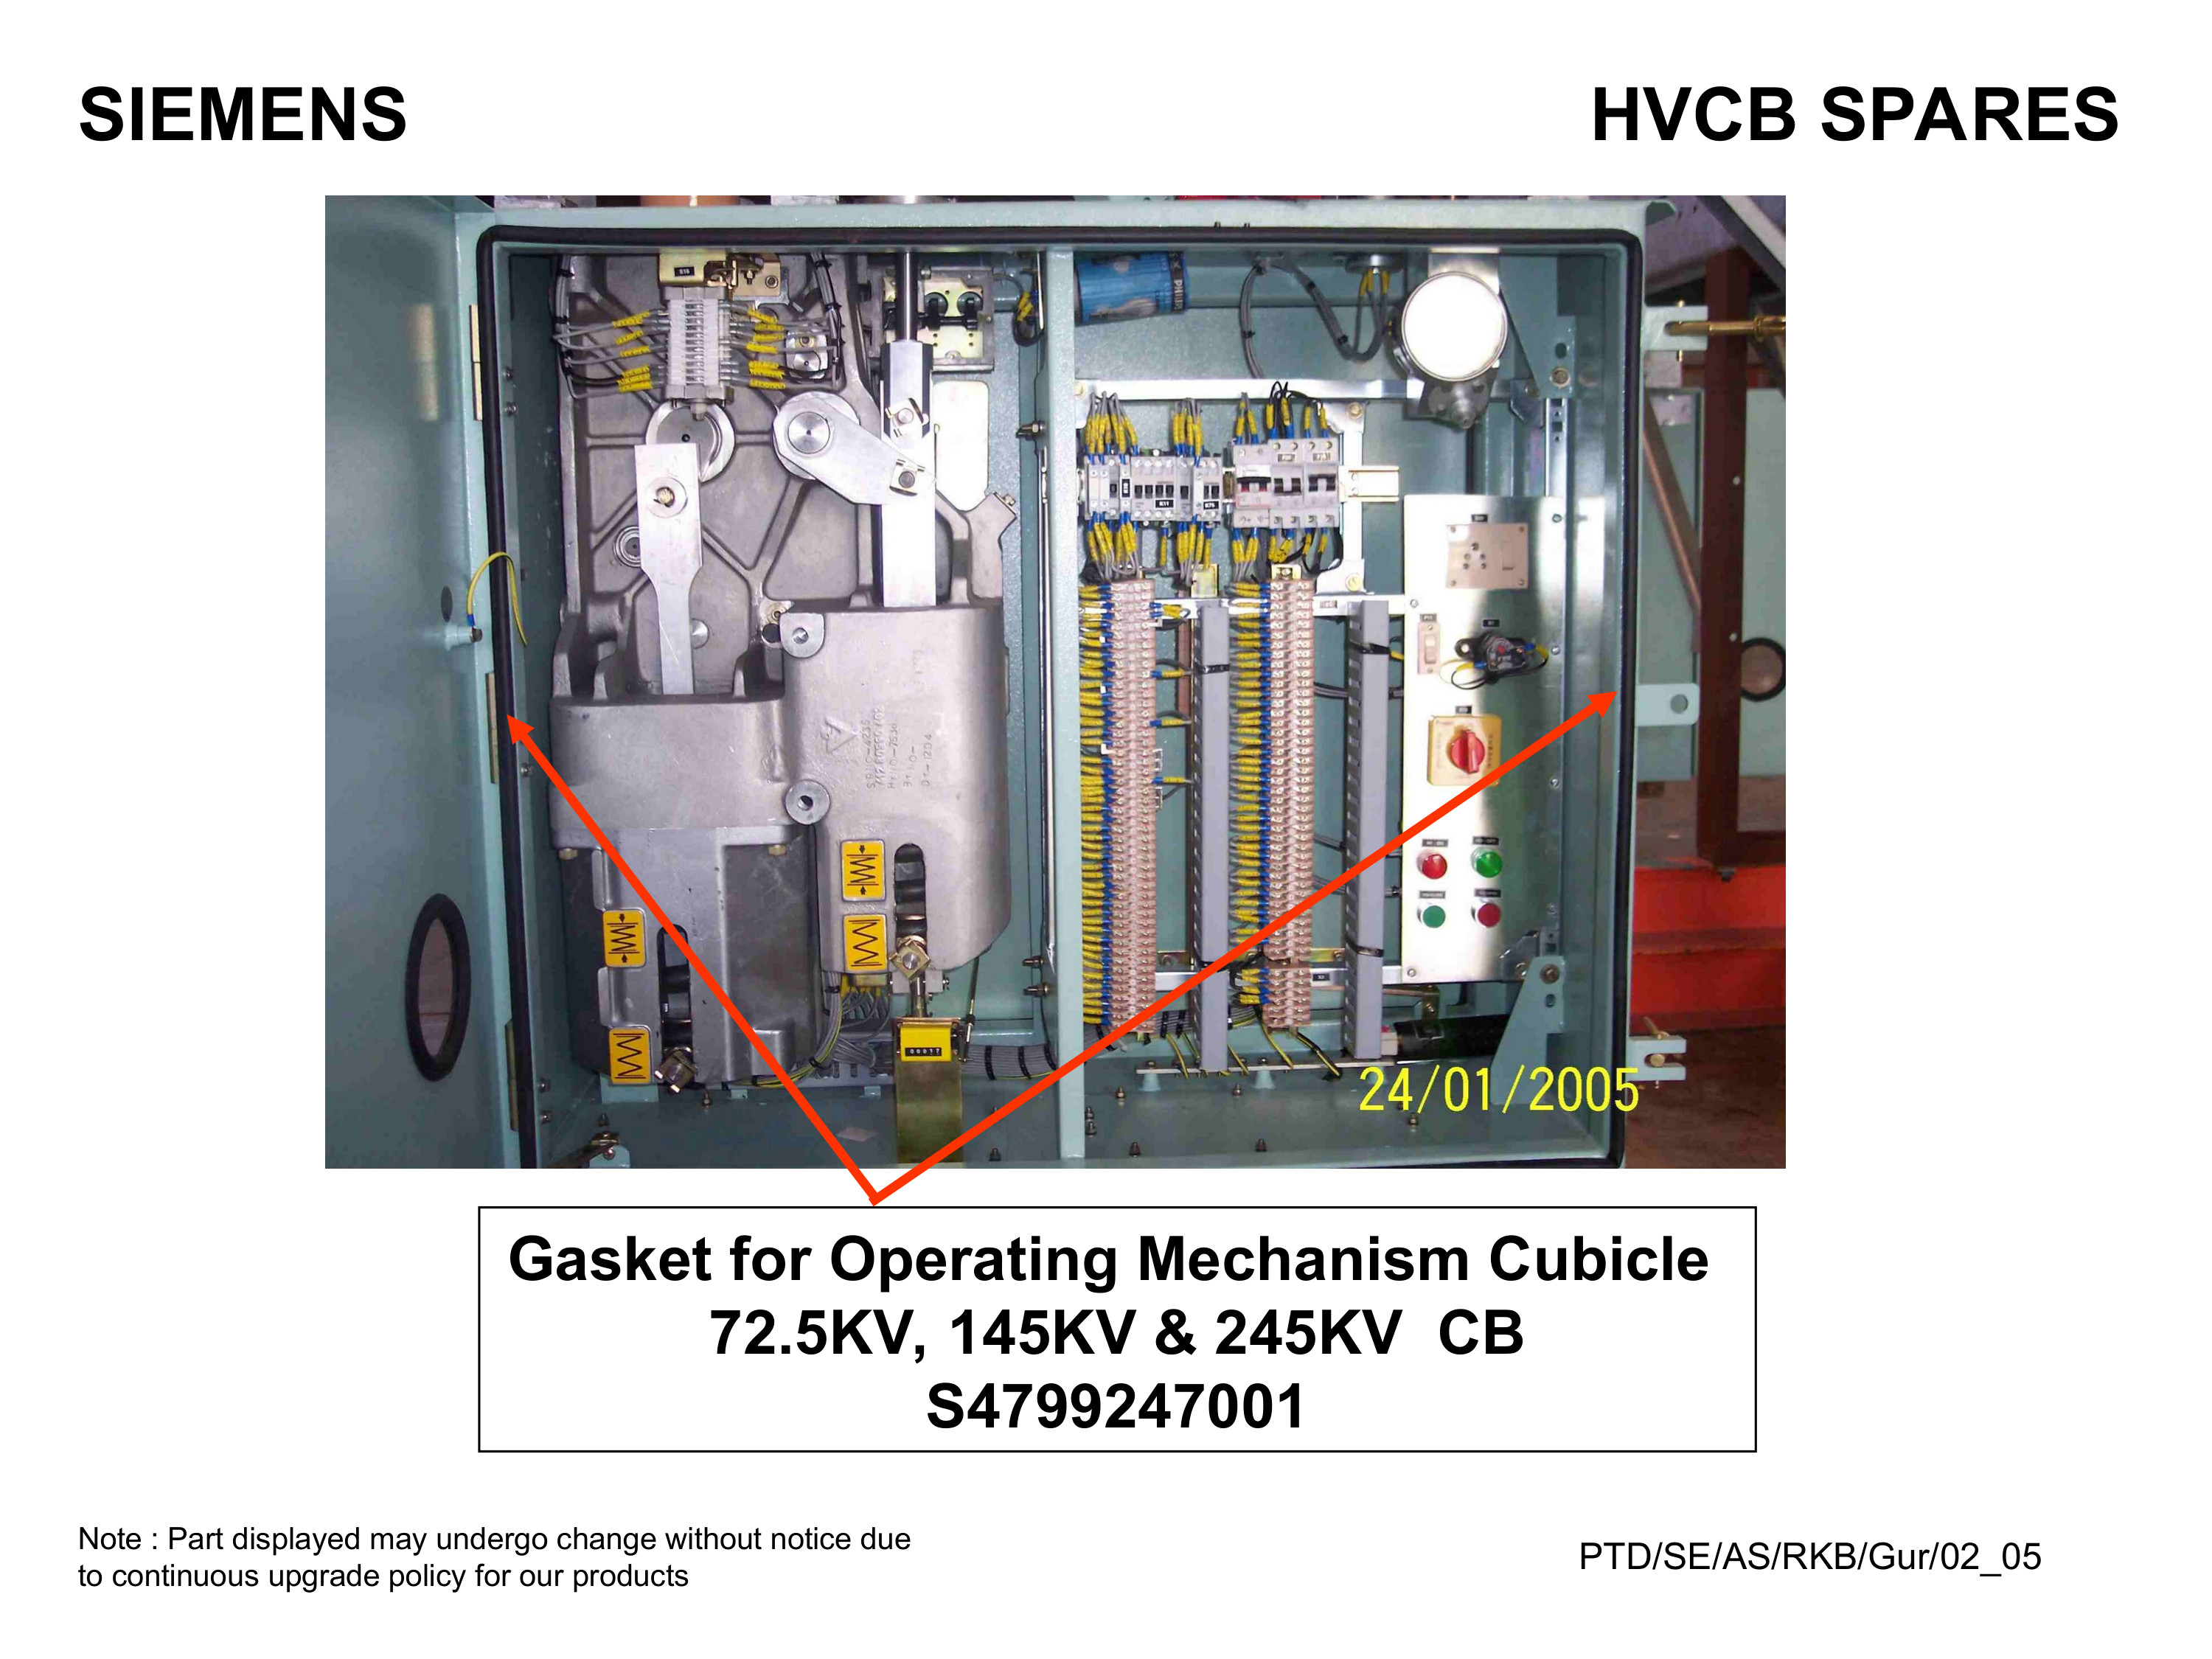 SIEMENS
HVCB SPARES
24/01/2005
Gasket for Operating Mechanism Cubicle
72.5KV, 145KV & 245KV CB
S4799247001
Note : Part displayed may undergo change without notice due
to continuous upgrade policy for our products
PTD/SE/AS/RKB/Gur/02_05